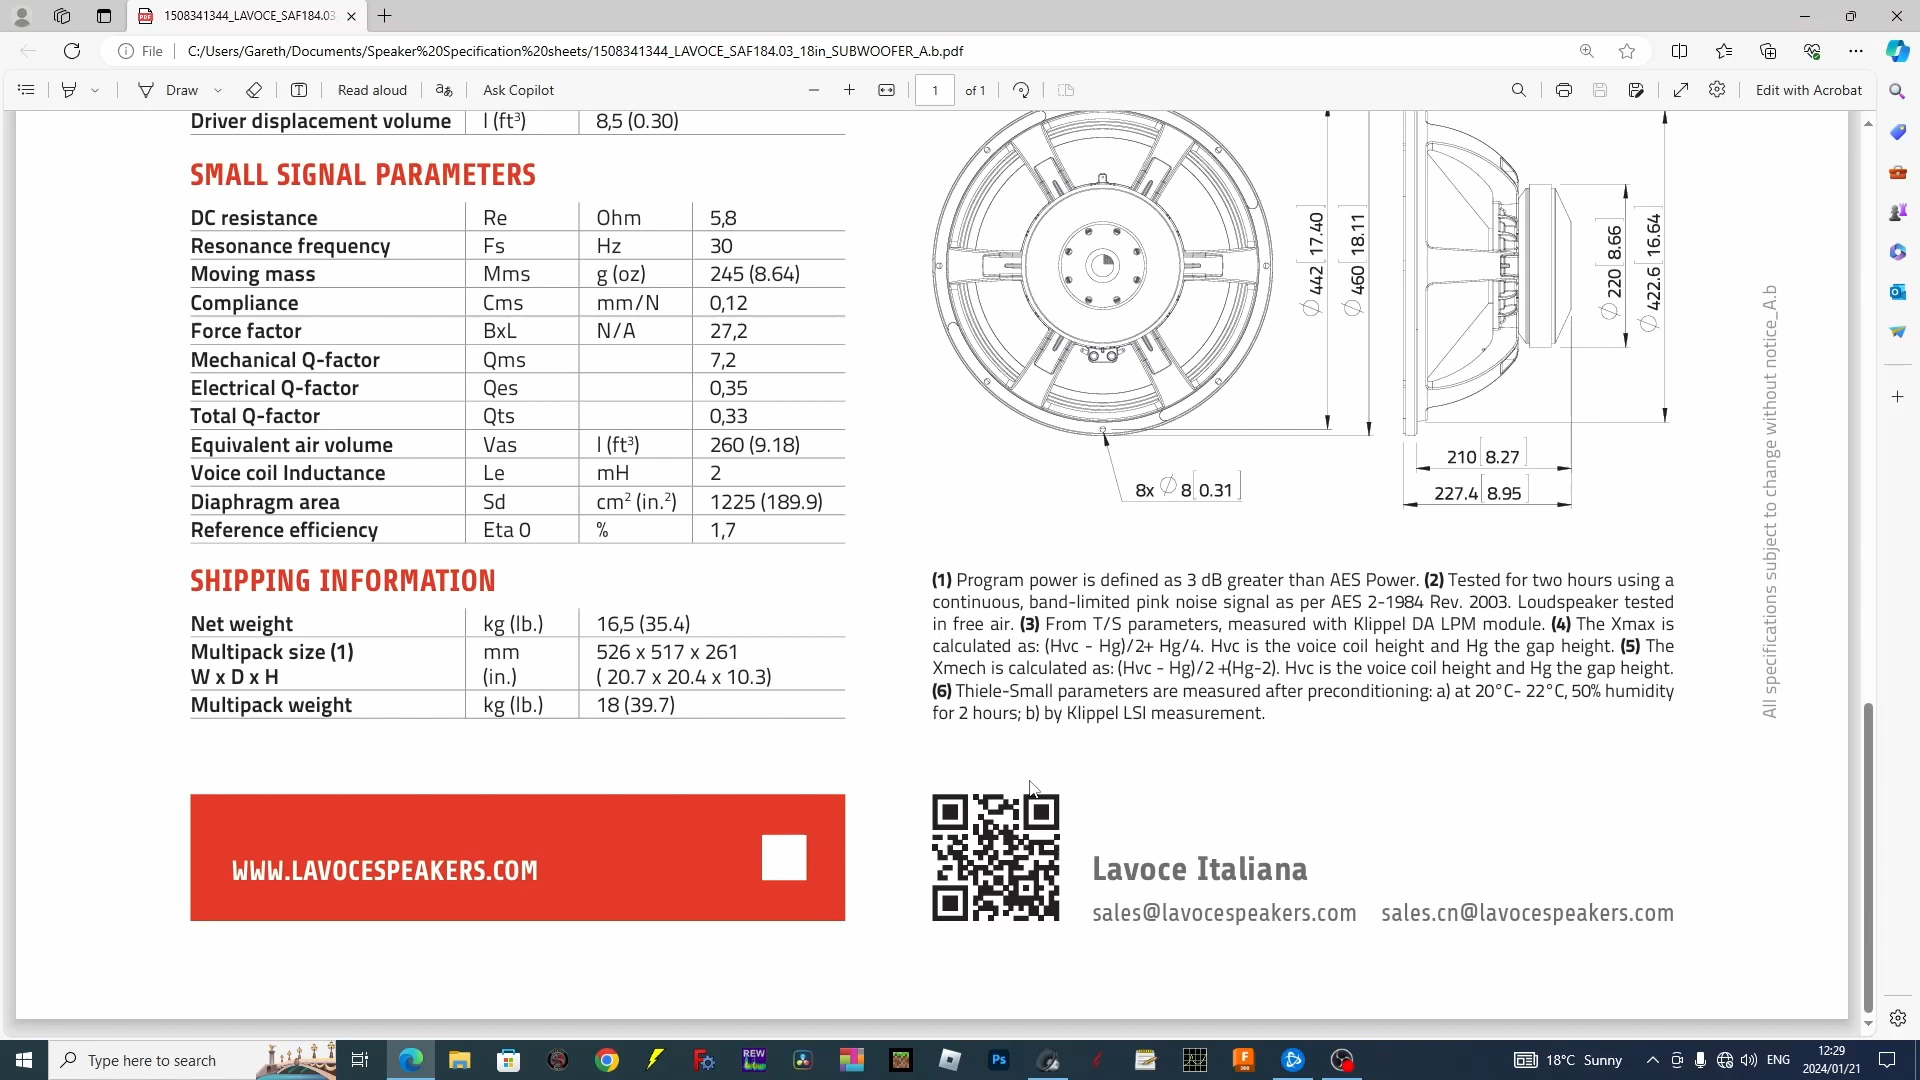 1508341344_LAVOCE_SAF184.03
File
C:/Users/Gareth/Documents/Speaker%20Specification%20sheets/1508341344_LAVOCE_SAF184.03_18in_SUBWOOFER_A.b.pdf
Draw
Read aloud
Ask Copilot
1 of 1
Edit with Acrobat
Driver displacement volume l (ft³) 8,5 (0.30)
SMALL SIGNAL PARAMETERS
DC resistance Re Ohm 5,8
Resonance frequency Fs Hz 30
Moving mass Mms g (oz) 245 (8.64)
Compliance Cms mm/N 0,12
Force factor BxL N/A 27,2
Mechanical Q-factor Qms 7,2
Electrical Q-factor Qes 0,35
Total Q-factor Qts 0,33
Equivalent air volume Vas l (ft³) 260 (9.18)
Voice coil Inductance Le mH 2
Diaphragm area Sd cm² (in.²) 1225 (189.9)
Reference efficiency Eta 0 % 1,7
SHIPPING INFORMATION
Net weight kg (lb.) 16,5 (35.4)
Multipack size (1) mm 526 x 517 x 261
W x D x H (in.) ( 20.7 x 20.4 x 10.3)
Multipack weight kg (lb.) 18 (39.7)
WWW.LAVOCESPEAKERS.COM
∅ 442 [17.40]
∅ 460 [18.11]
∅ 220 [8.66]
∅ 422.6 [16.64]
8x ∅ 8 [0.31]
210 [8.27]
227.4 [8.95]
(1) Program power is defined as 3 dB greater than AES Power. (2) Tested for two hours using a
continuous, band-limited pink noise signal as per AES 2-1984 Rev. 2003. Loudspeaker tested
in free air. (3) From T/S parameters, measured with Klippel DA LPM module. (4) The Xmax is
calculated as: (Hvc - Hg)/2+ Hg/4. Hvc is the voice coil height and Hg the gap height. (5) The
Xmech is calculated as: (Hvc - Hg)/2 +(Hg-2). Hvc is the voice coil height and Hg the gap height.
(6) Thiele-Small parameters are measured after preconditioning: a) at 20°C- 22°C, 50% humidity
for 2 hours; b) by Klippel LSI measurement.
All specifications subject to change without notice_A.b
Lavoce Italiana
sales@lavocespeakers.com sales.cn@lavocespeakers.com
Type here to search
REW
Ps
18°C Sunny
ENG
12:29
2024/01/21